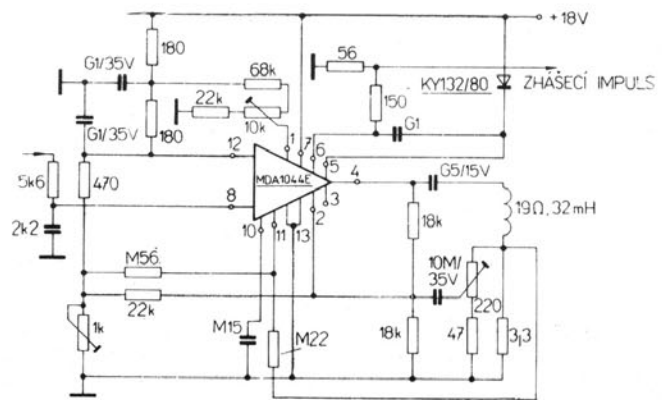 +18V
180
56
G1/35V
68k
KY132/80
ZHÁŠECÍ IMPULS
22k
150
10k
G1/35V
180
G1
12
1
7
6
5
MDA1044E
4
G5/15V
5k6
470
8
3
2
19Ω, 32mH
10
11
13
18k
2k2
M56
10M/
35V
22k
220
1k
M15
M22
18k
47
3,3